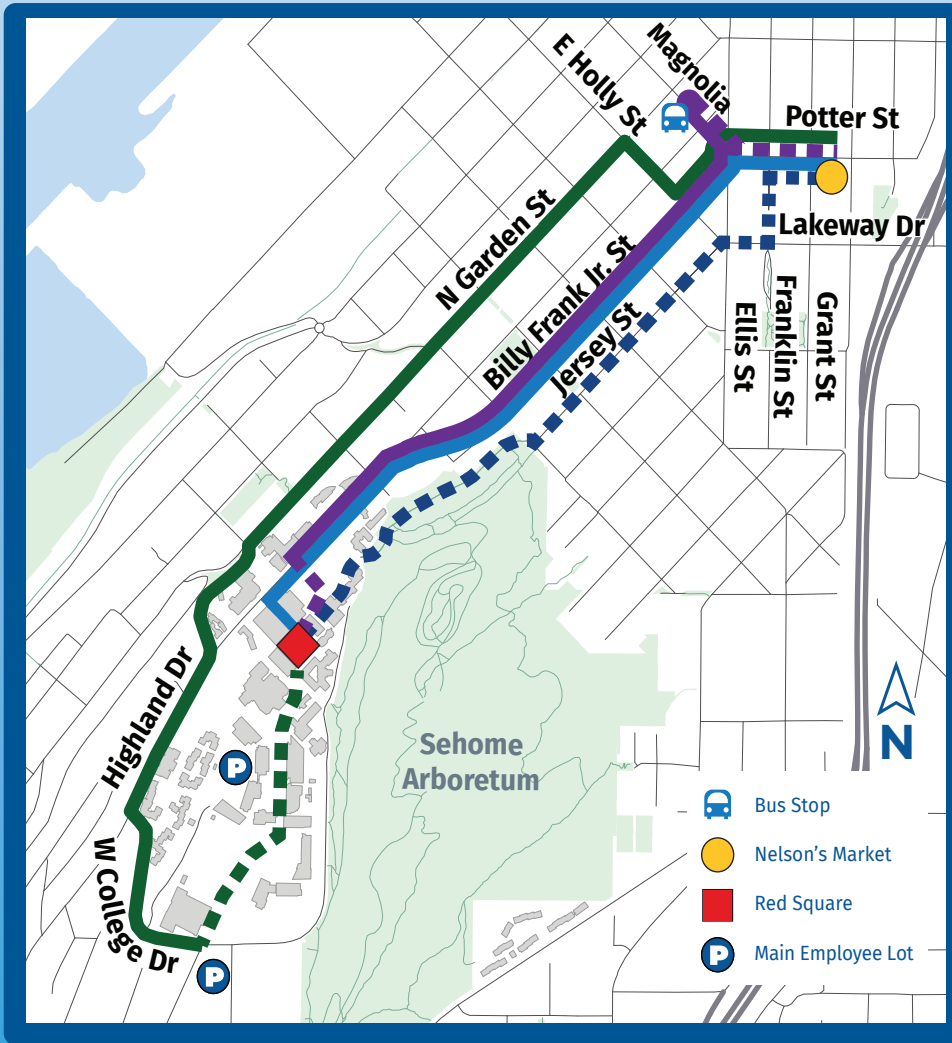 Magnolia
E Holly St
Potter St
N Garden St
Lakeway Dr
Billy Frank Jr. St
Jersey St
Ellis St
Franklin St
Grant St
Highland Dr
Sehome
Arboretum
N
P
W College Dr
P
Bus Stop
Nelson's Market
Red Square
P Main Employee Lot